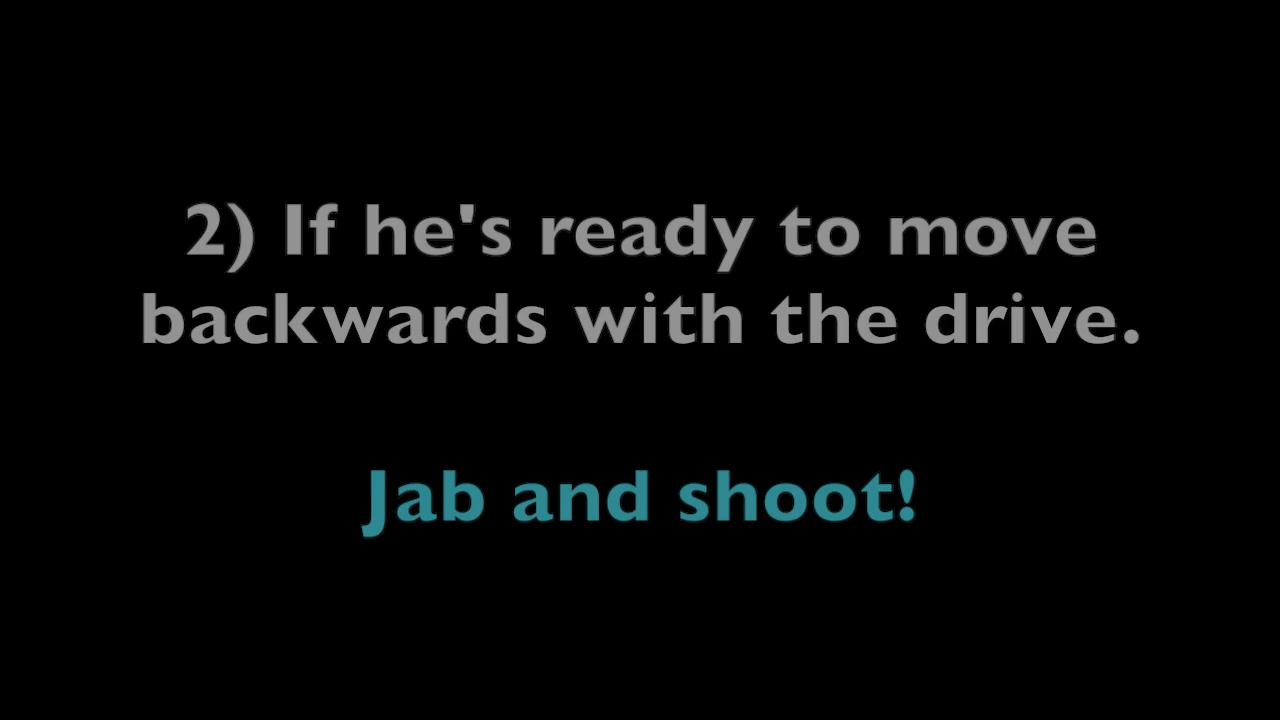 2) If he's ready to move
backwards with the drive.
Jab and shoot!